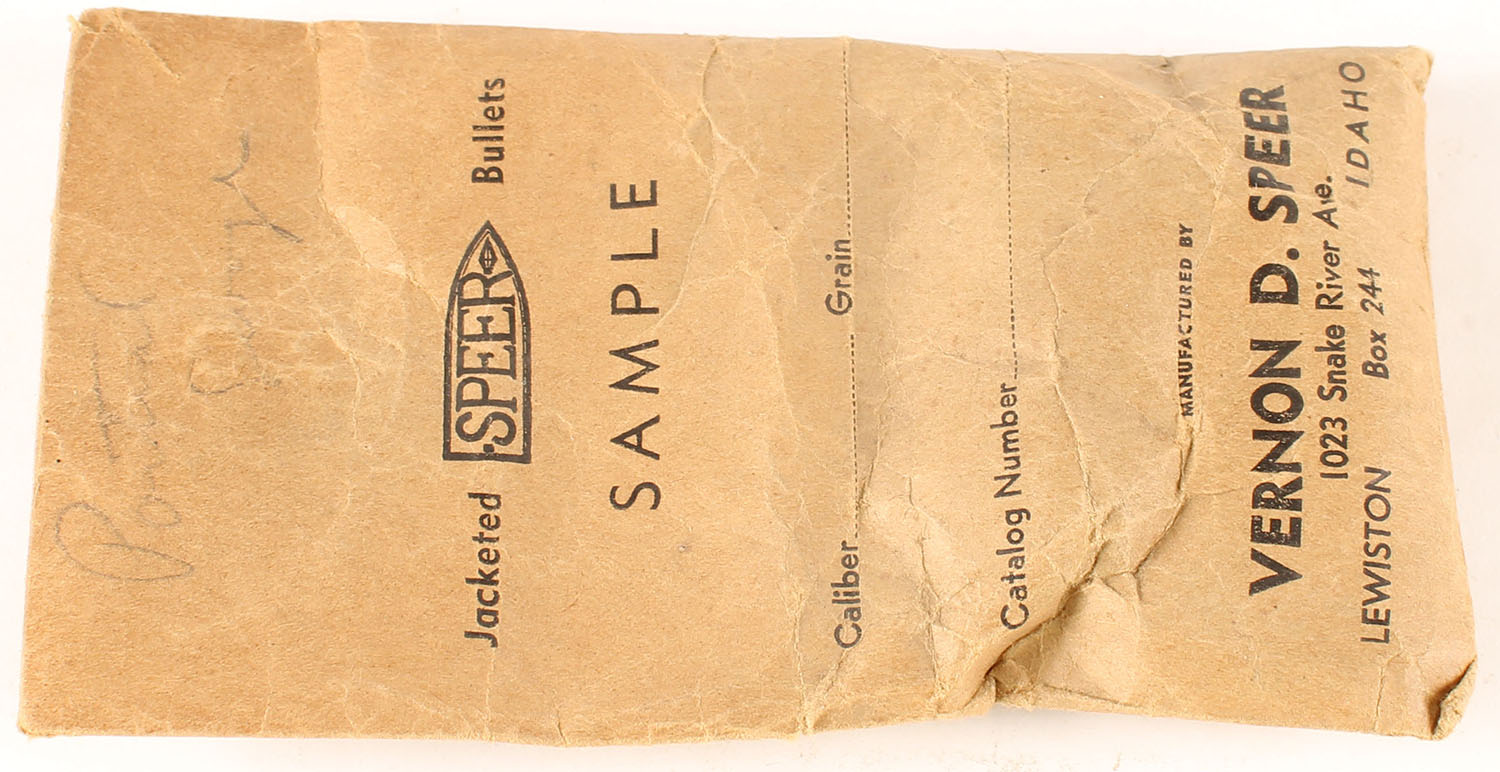 Jacketed SPEER Bullets
SAMPLE
Caliber Grain
Catalog Number
MANUFACTURED BY
VERNON D. SPEER
1023 Snake River Ave.
LEWISTON Box 244 IDAHO